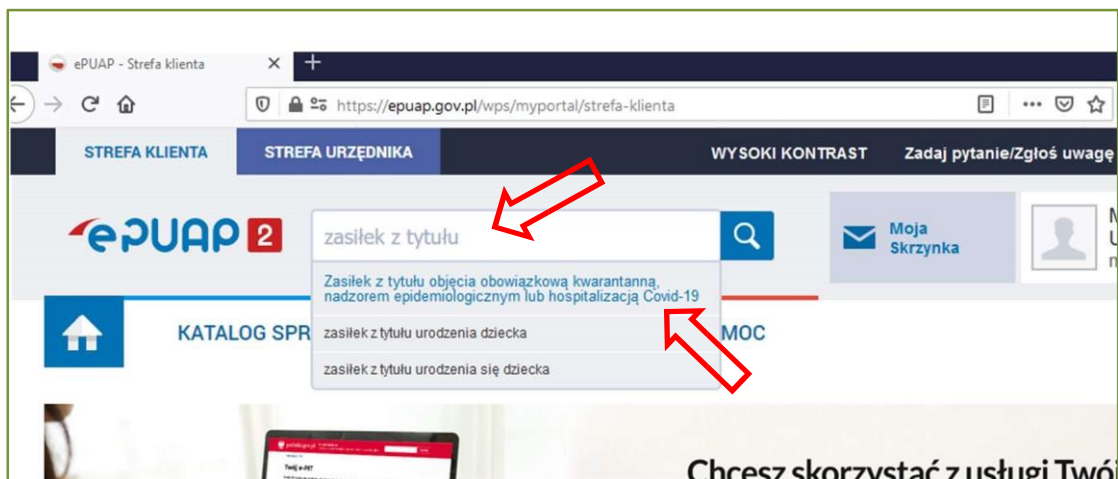 ePUAP - Strefa klienta
https://epuap.gov.pl/wps/myportal/strefa-klienta
STREFA KLIENTA STREFA URZĘDNIKA WYSOKI KONTRAST Zadaj pytanie/Zgłoś uwagę
ePUAP 2 zasiłek z tytułu Moja
Skrzynka
Zasiłek z tytułu objęcia obowiązkową kwarantanną,
nadzorem epidemiologicznym lub hospitalizacją Covid-19
KATALOG SPR MOC
zasiłek z tytułu urodzenia dziecka
zasiłek z tytułu urodzenia się dziecka
Twój e-PIT
Chcesz skorzystać z usługi Twój